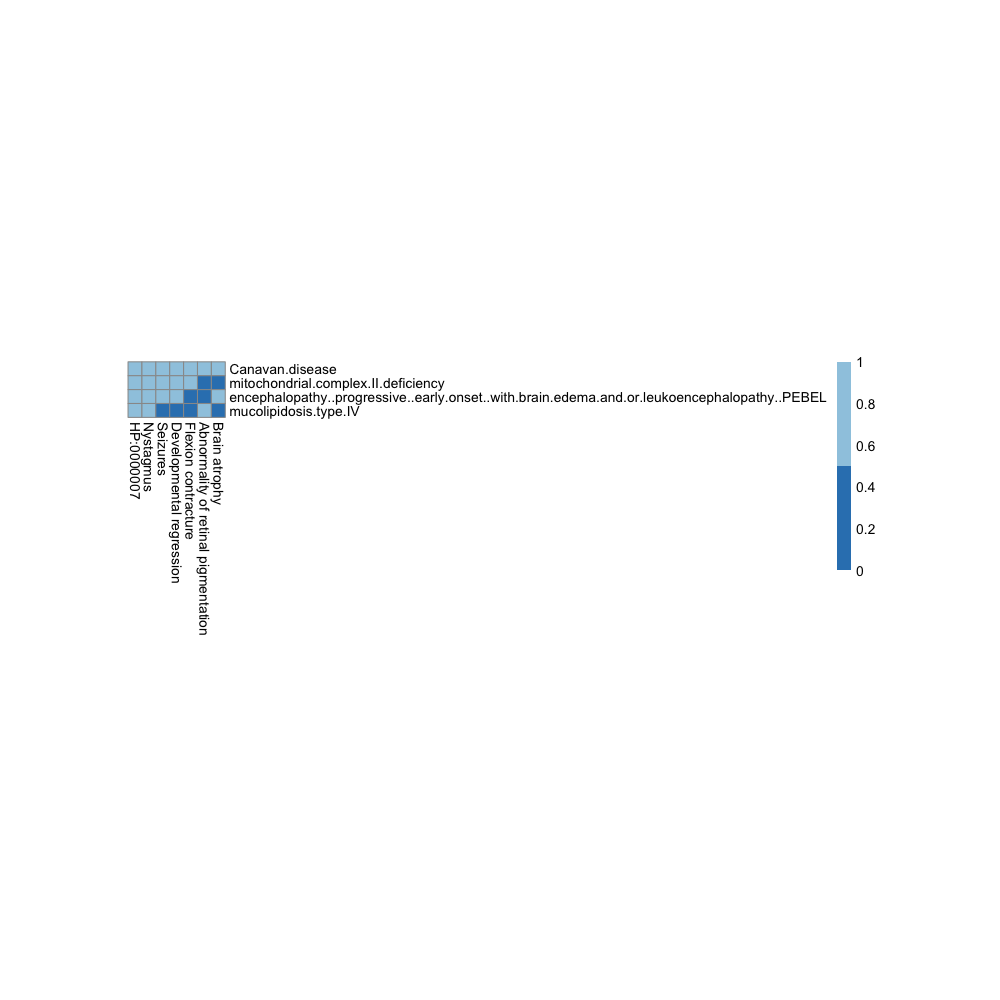 Canavan.disease
mitochondrial.complex.II.deficiency
encephalopathy..progressive..early.onset..with.brain.edema.and.or.leukoencephalopathy..PEBEL
mucolipidosis.type.IV
HP:0000007
Nystagmus
Seizures
Developmental regression
Flexion contracture
Abnormality of retinal pigmentation
Brain atrophy
1
0.8
0.6
0.4
0.2
0